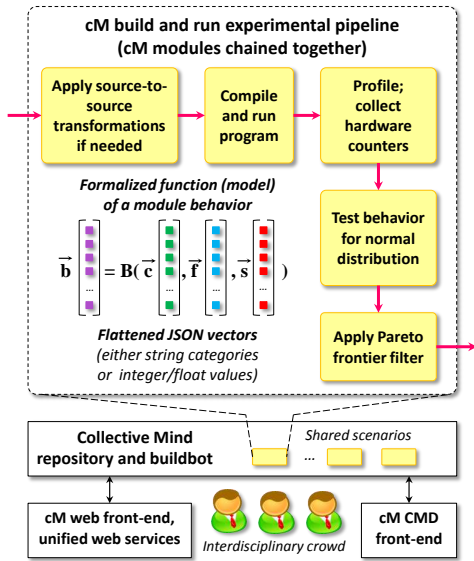 cM build and run experimental pipeline
(cM modules chained together)
Apply source-to-
source
transformations
if needed
Compile
and run
program
Profile;
collect
hardware
counters
Formalized function (model)
of a module behavior
b = B( c , f , s )
...
...
...
...
Test behavior
for normal
distribution
Flattened JSON vectors
(either string categories
or integer/float values)
Apply Pareto
frontier filter
Collective Mind
repository and buildbot
Shared scenarios
...
cM web front-end,
unified web services
Interdisciplinary crowd
cM CMD
front-end